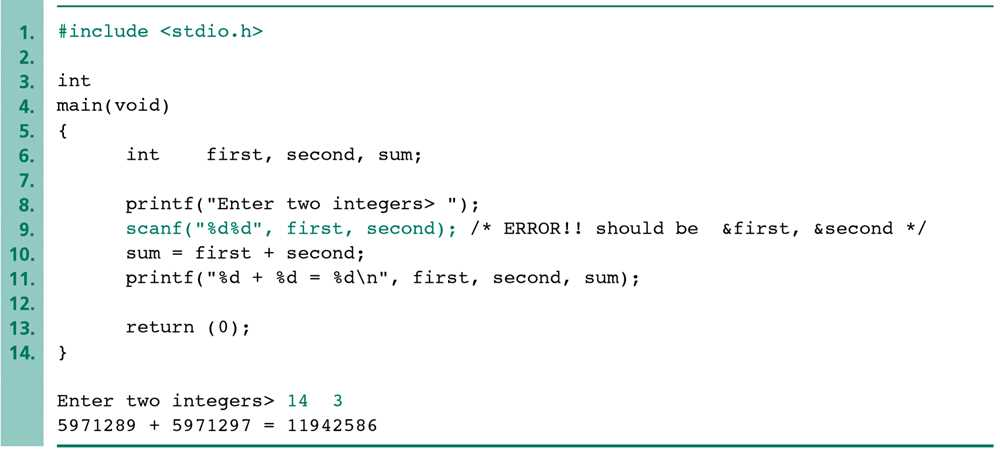 1. #include <stdio.h>
2.
3. int
4. main(void)
5. {
6. int    first, second, sum;
7.
8. printf("Enter two integers> ");
9. scanf("%d%d", first, second); /* ERROR!! should be  &first, &second */
10. sum = first + second;
11. printf("%d + %d = %d\n", first, second, sum);
12.
13. return (0);
14. }
Enter two integers> 14  3
5971289 + 5971297 = 11942586